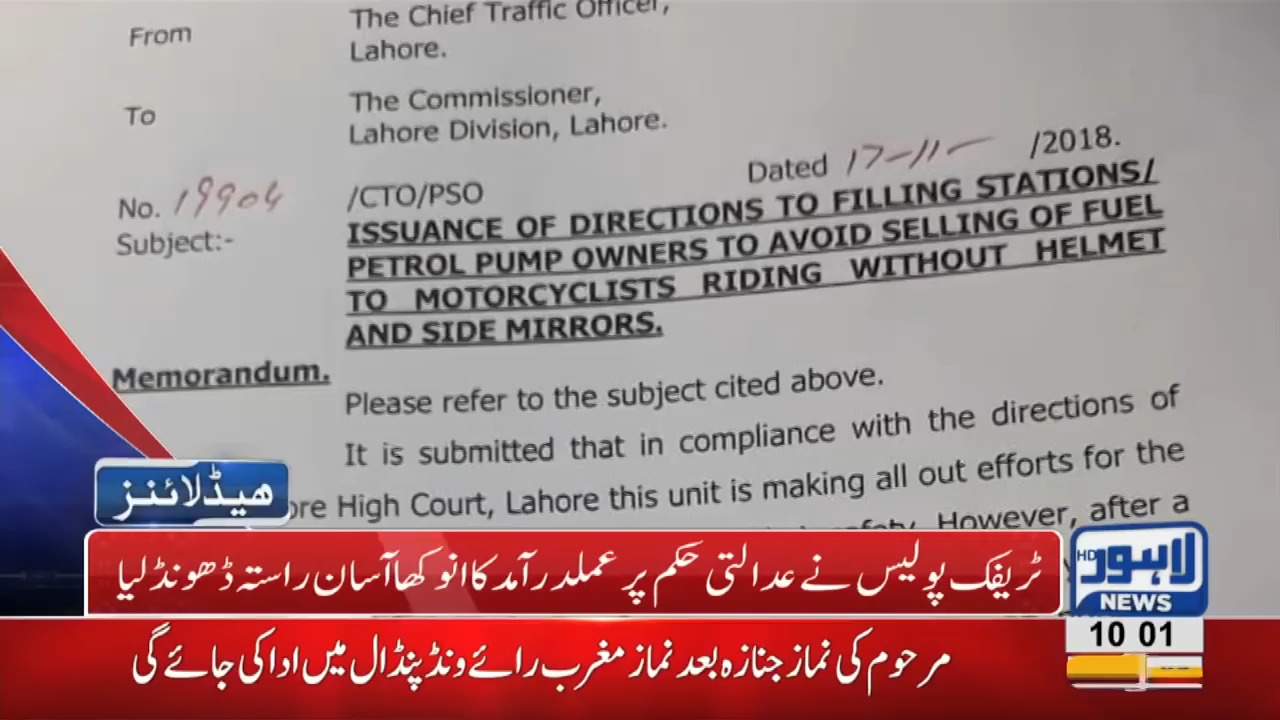 From
The Chief Traffic Officer,
Lahore.
To
The Commissioner,
Lahore Division, Lahore.
Dated 17-11- /2018.
No. 19904 /CTO/PSO
Subject:- ISSUANCE OF DIRECTIONS TO FILLING STATIONS/
PETROL PUMP OWNERS TO AVOID SELLING OF FUEL
TO MOTORCYCLISTS RIDING WITHOUT HELMET
AND SIDE MIRRORS.
Memorandum.
Please refer to the subject cited above.
It is submitted that in compliance with the directions of
High Court, Lahore this unit is making all out efforts for the
However, after a
ھیڈلائنز
ٹریفک پولیس نے عدالتی حکم پر عملدرآمد کا انوکھا آسان راستہ ڈھونڈ لیا
HD لاہور
NEWS
10 01
مرحوم کی نماز جنازہ بعد نماز مغرب رائے ونڈ پنڈال میں ادا کی جائے گی